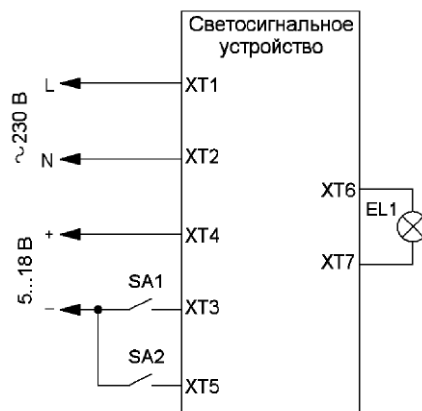 Светосигнальное
устройство
L
XT1
~230 В
N
XT2
XT6
EL1
+
XT4
XT7
5...18 В
SA1
–
XT3
SA2
XT5